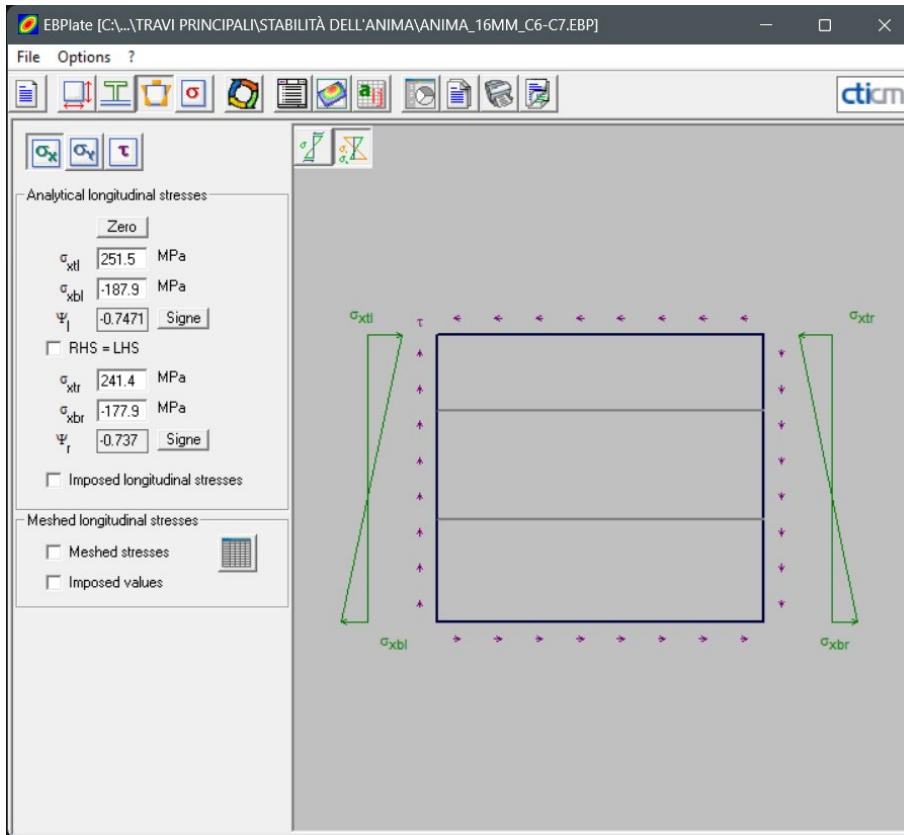 EBPlate [C:\...\TRAVI PRINCIPALI\STABILITÀ DELL'ANIMA\ANIMA_16MM_C6-C7.EBP]
File Options ?
σ
cticm
σx σY τ
σ σ σ
Analytical longitudinal stresses
Zero
σxtl 251.5 MPa
σxbl -187.9 MPa
Ψl -0.7471 Signe
RHS = LHS
σxtr 241.4 MPa
σxbr -177.9 MPa
Ψr -0.737 Signe
Imposed longitudinal stresses
Meshed longitudinal stresses
Meshed stresses
Imposed values
σxtl τ σxtr
σxbl σxbr